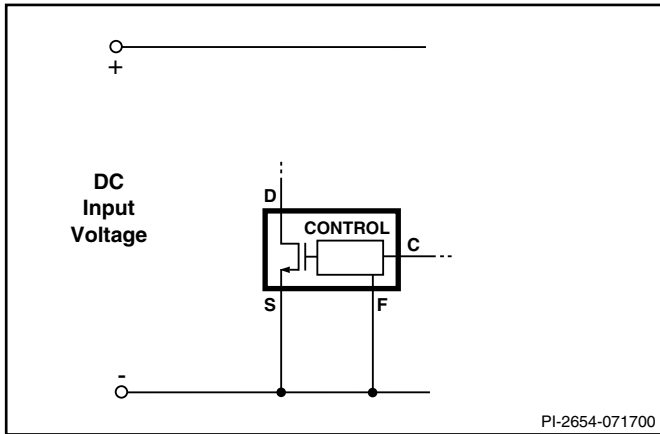 +
DC
Input
Voltage
D
CONTROL
C
S
F
-
PI-2654-071700